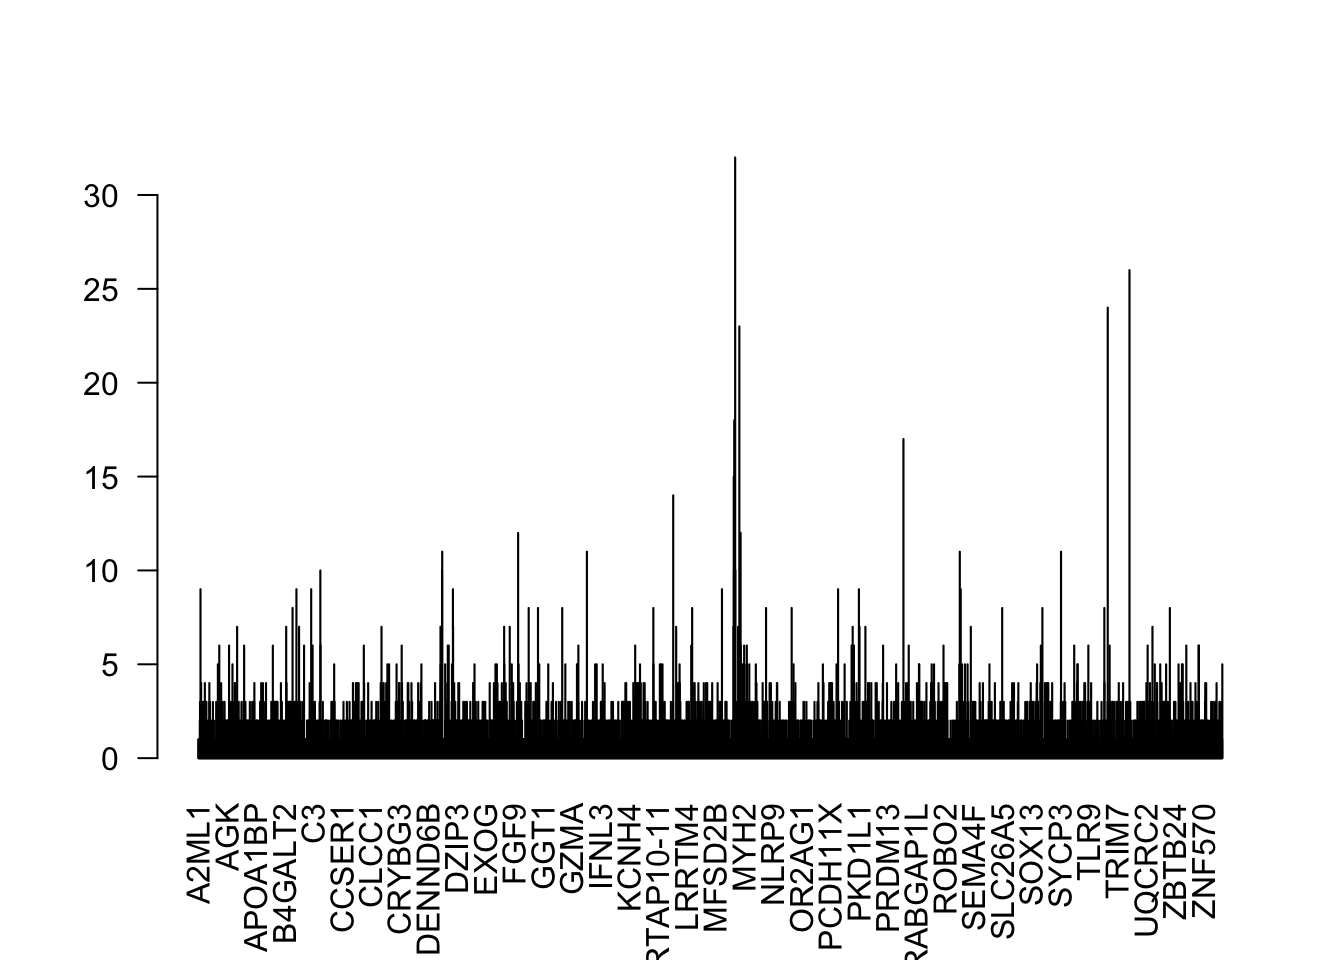 30
25
20
15
10
5
0
A2ML1
AGK
APOA1BP
B4GALT2
C3
CCSER1
CLCC1
CRYBG3
DENND6B
DZIP3
EXOG
FGF9
GGT1
GZMA
IFNL3
KCNH4
RTAP10-11
LRRTM4
MFSD2B
MYH2
NLRP9
OR2AG1
PCDH11X
PKD1L1
PRDM13
RABGAP1L
ROBO2
SEMA4F
SLC26A5
SOX13
SYCP3
TLR9
TRIM7
UQCRC2
ZBTB24
ZNF570